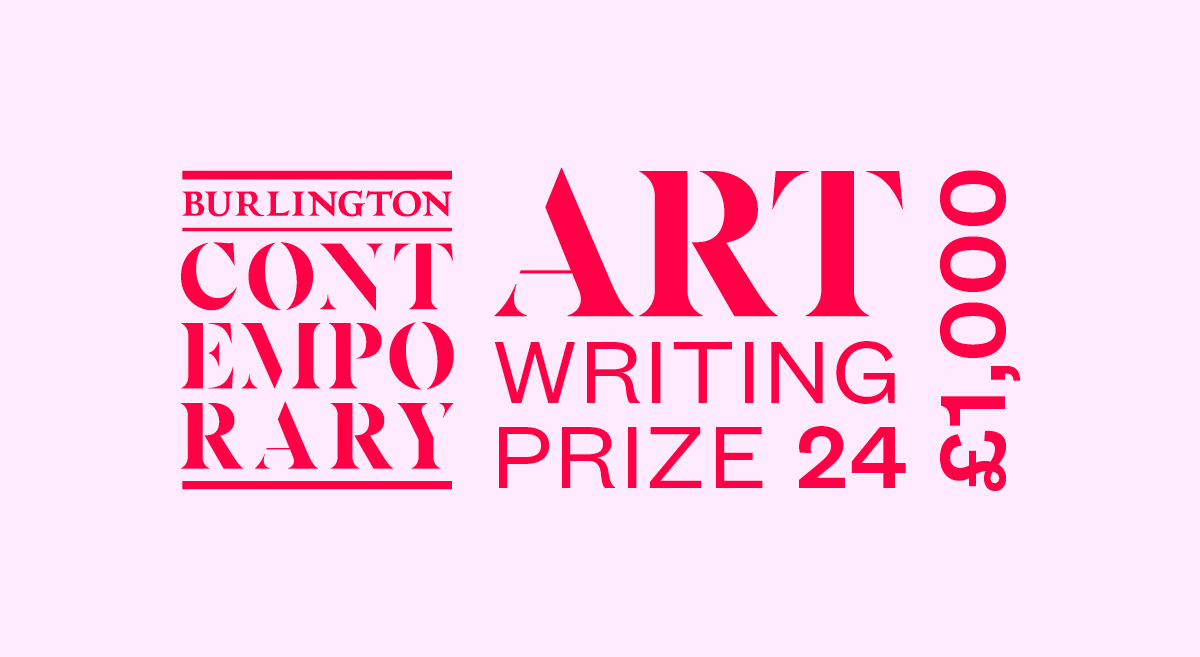 BURLINGTON
CONT
EMPO
RARY
ART
WRITING
PRIZE 24
£1,000